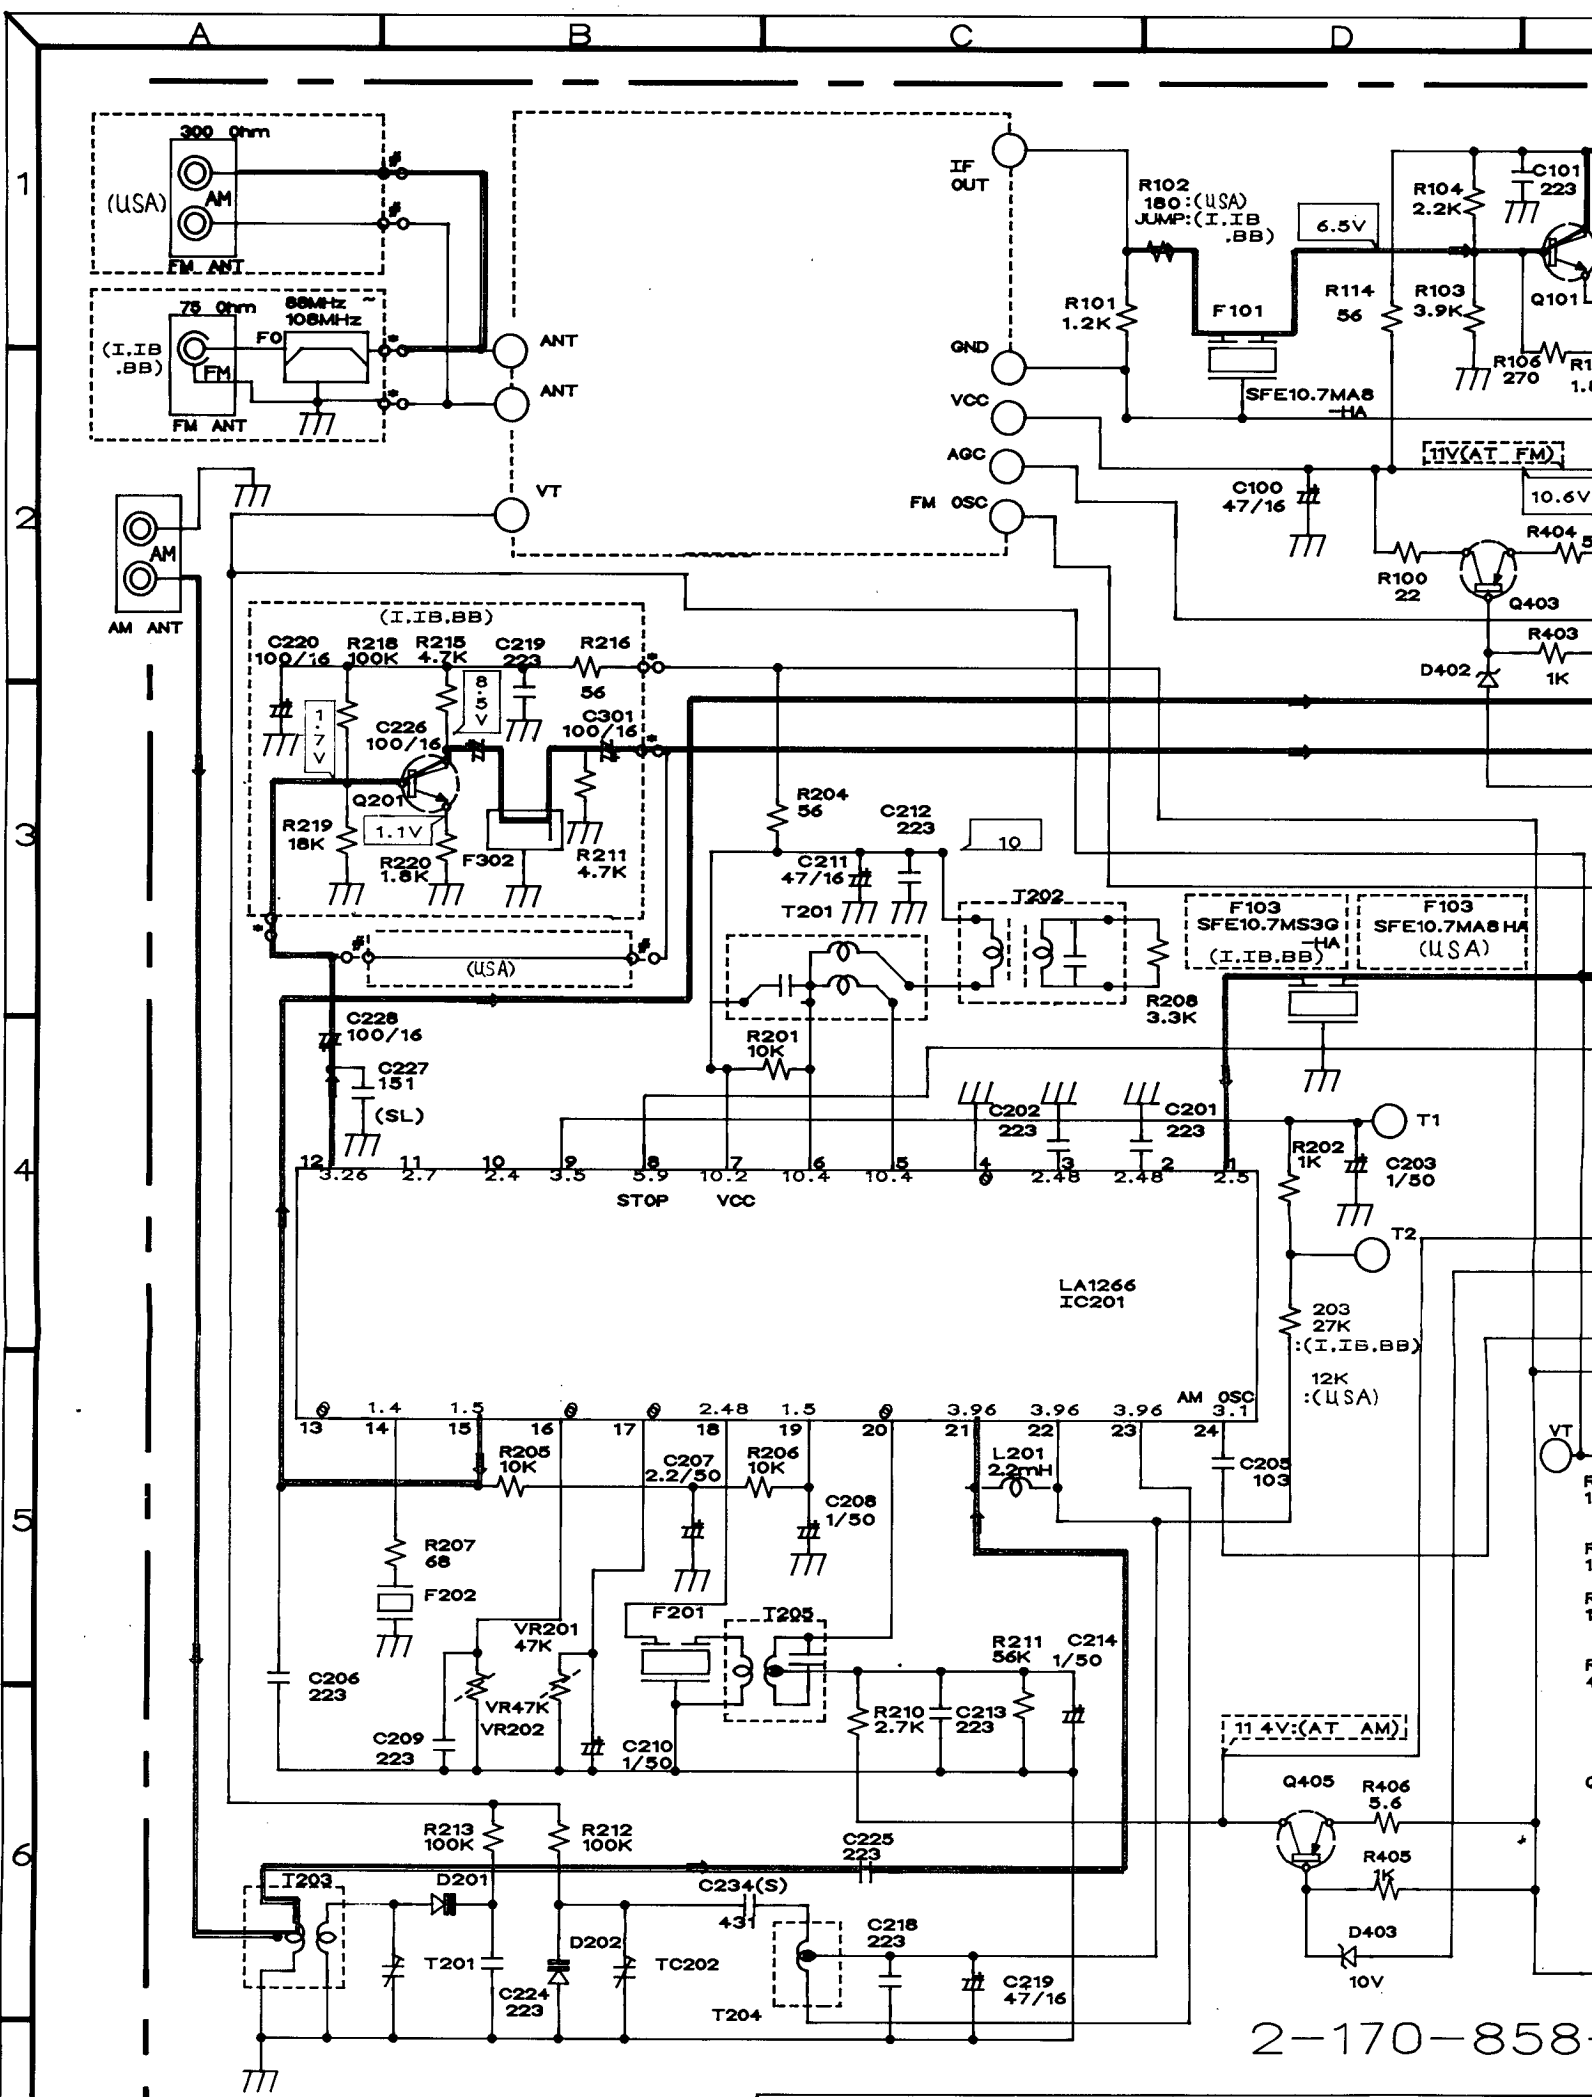 A B C D
1
300 Ohm
(USA)
AM
FM ANT
#
#
75 Ohm
88MHz ~
108MHz
FO
(I.IB
.BB)
FM
FM ANT
*
*
ANT
ANT
VT
IF
OUT
GND
VCC
AGC
FM OSC
R102
180:(USA)
JUMP:(I.IB
.BB)
R101
1.2K
F101
SFE10.7MA8
-HA
6.5V
R114
56
R104
2.2K
R103
3.9K
C101
223
Q101
R106
270
2
AM
AM ANT
11V(AT FM)
10.6V
C100
47/16
R100
22
R404
Q403
R403
1K
D402
(I.IB.BB)
C220
100/16
R218
100K
R215
4.7K
C219
223
R216
56
8.5V
1.7V
C226
100/16
C301
100/16
*
*
3
Q201
R219
18K
1.1V
R220
1.8K
F302
R211
4.7K
R204
56
C212
223
C211
47/16
10
T201
T202
F103
SFE10.7MS3G
-HA
(I.IB.BB)
F103
SFE10.7MA8 HA
(USA)
*
#
(USA)
#
R208
3.3K
C228
100/16
C227
151
(SL)
R201
10K
C202
223
C201
223
T1
R202
1K
C203
1/50
4
12 11 10 9 8 7 6 5 4 3 2 1
3.26 2.7 2.4 3.5 5.9 10.2 10.4 10.4 0 2.48 2.48 2.5
STOP VCC
T2
LA1266
IC201
203
27K
:(I.IB.BB)
12K
:(USA)
AM OSC
0 1.4 1.5 0 0 2.48 1.5 0 3.96 3.96 3.96 3.1
13 14 15 16 17 18 19 20 21 22 23 24
VT
5
R205
10K
C207
2.2/50
R206
10K
L201
2.2mH
C205
103
C208
1/50
R207
68
F202
F201
T205
VR201
47K
VR47K
VR202
R211
56K
C214
1/50
C206
223
C209
223
C210
1/50
R210
2.7K
C213
223
11 4V:(AT AM)
Q405
R406
5.6
6
R213
100K
R212
100K
C225
223
R405
1K
T203
D201
C234(S)
431
T201
D202
TC202
C218
223
D403
10V
C224
223
T204
C219
47/16
2-170-858-